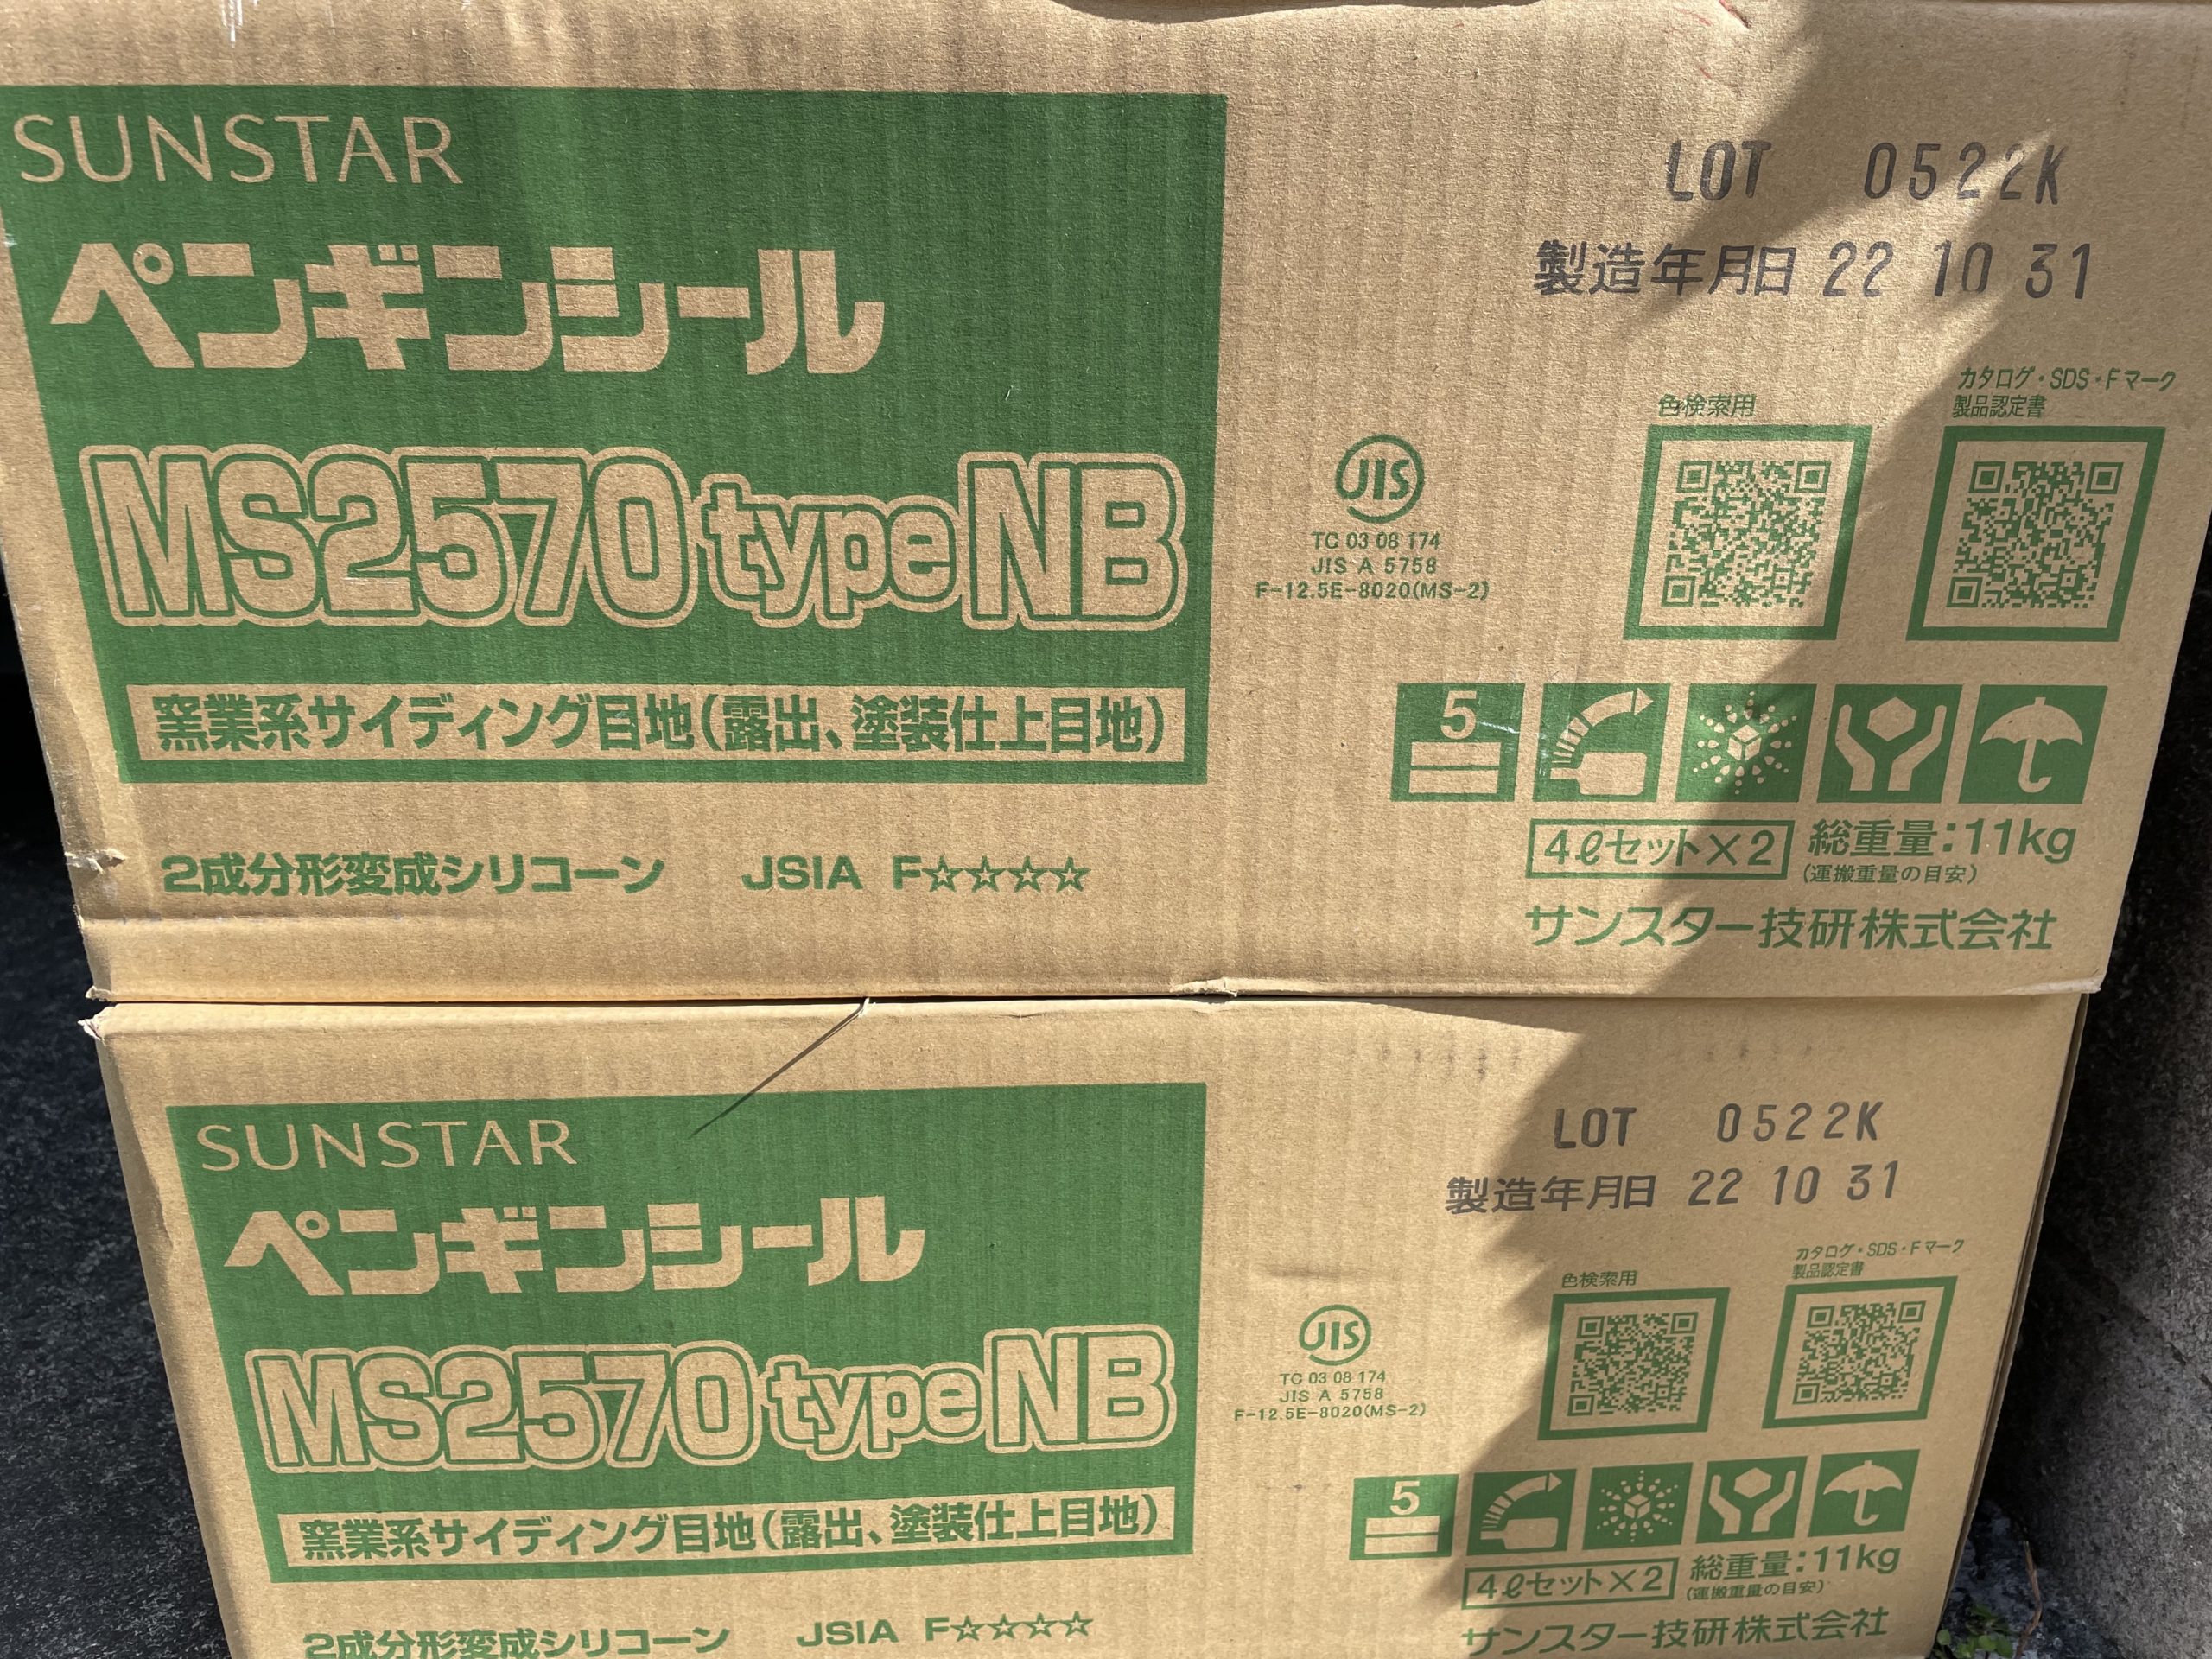 SUNSTAR
ペンギンシール
MS2570 type NB
窯業系サイディング目地(露出、塗装仕上目地)
2成分形変成シリコーン JSIA F☆☆☆☆
LOT 0522K
製造年月日 22 10 31
色検索用
カタログ・SDS・Fマーク
製品認定書
JIS
TC 03 08 174
JIS A 5758
F-12.5E-8020(MS-2)
5
4ℓセット×2 総重量:11kg
(運搬重量の目安)
サンスター技研株式会社
SUNSTAR
ペンギンシール
MS2570 type NB
窯業系サイディング目地(露出、塗装仕上目地)
2成分形変成シリコーン JSIA F☆☆☆☆
LOT 0522K
製造年月日 22 10 31
色検索用
カタログ・SDS・Fマーク
製品認定書
JIS
TC 03 08 174
JIS A 5758
F-12.5E-8020(MS-2)
5
4ℓセット×2 総重量:11kg
(運搬重量の目安)
サンスター技研株式会社